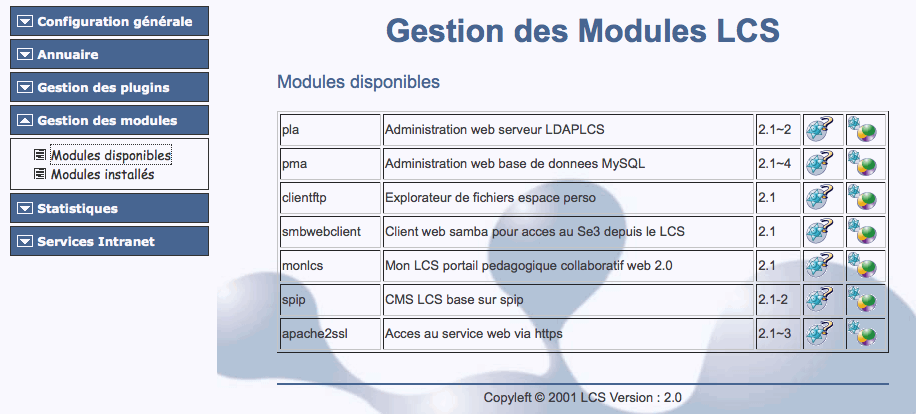 Configuration générale
Annuaire
Gestion des plugins
Gestion des modules
Modules disponibles
Modules installés
Statistiques
Services Intranet
Gestion des Modules LCS
Modules disponibles
pla Administration web serveur LDAPLCS 2.1~2
pma Administration web base de donnees MySQL 2.1~4
clientftp Explorateur de fichiers espace perso 2.1
smbwebclient Client web samba pour acces au Se3 depuis le LCS 2.1
monlcs Mon LCS portail pedagogique collaboratif web 2.0 2.1
spip CMS LCS base sur spip 2.1-2
apache2ssl Acces au service web via https 2.1~3
Copyleft © 2001 LCS Version : 2.0